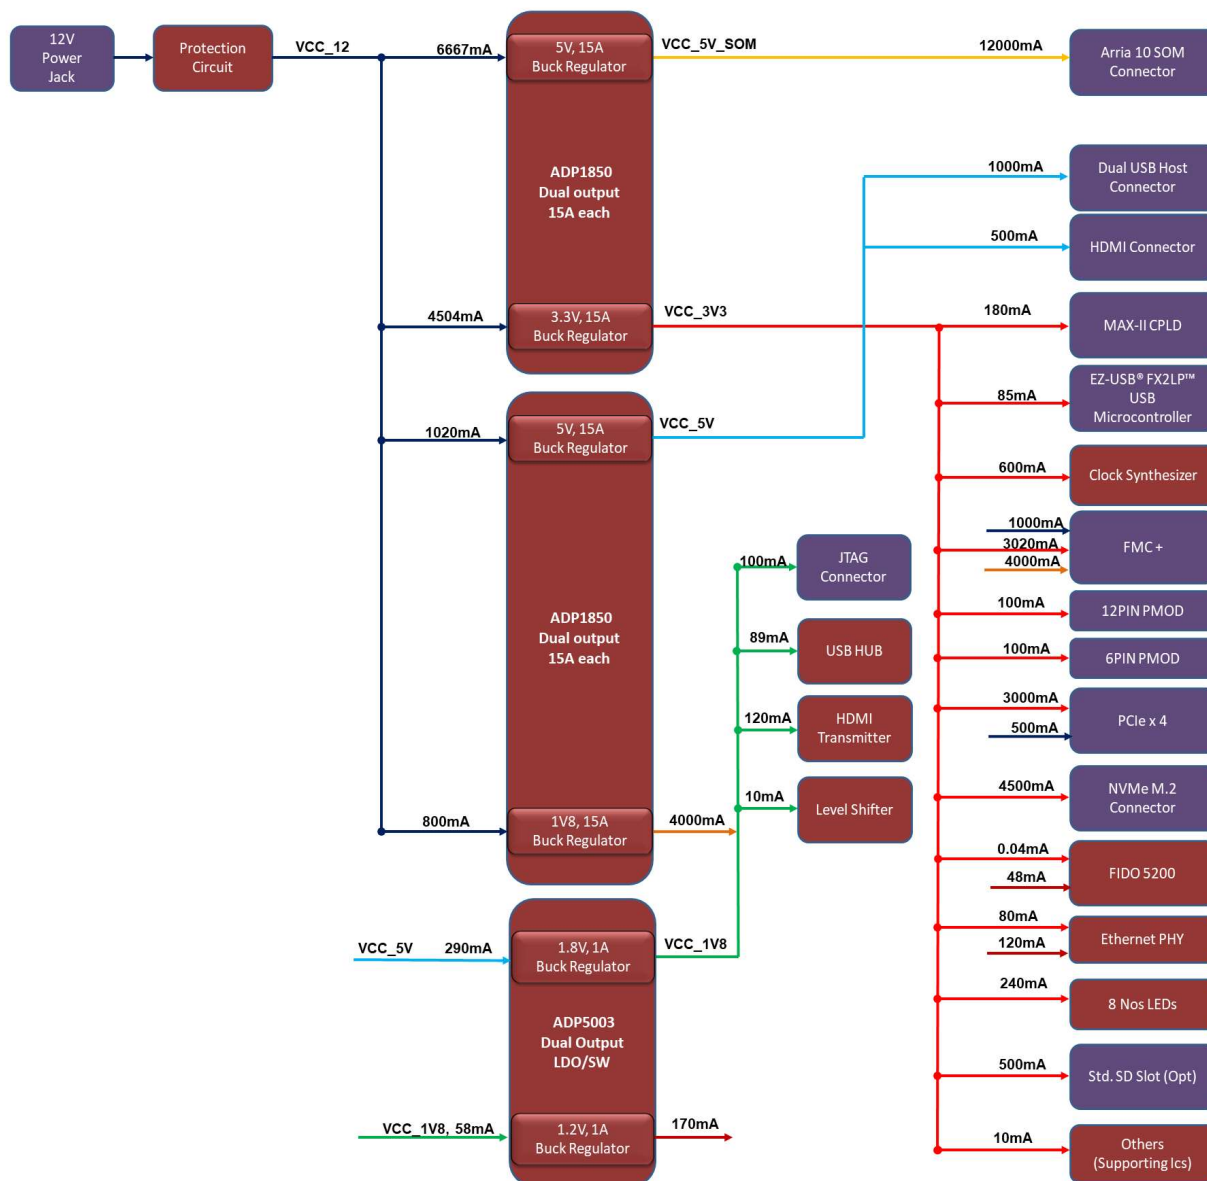 12V
Power
Jack
Protection
Circuit
VCC_12
6667mA
5V, 15A
Buck Regulator
VCC_5V_SOM
12000mA
Arria 10 SOM
Connector
ADP1850
Dual output
15A each
1000mA
Dual USB Host
Connector
500mA
HDMI Connector
4504mA
3.3V, 15A
Buck Regulator
VCC_3V3
180mA
MAX-II CPLD
85mA
EZ-USB® FX2LP™
USB
Microcontroller
1020mA
5V, 15A
Buck Regulator
VCC_5V
600mA
Clock Synthesizer
1000mA
3020mA
4000mA
FMC +
100mA
JTAG
Connector
ADP1850
Dual output
15A each
100mA
12PIN PMOD
89mA
USB HUB
100mA
6PIN PMOD
120mA
HDMI
Transmitter
3000mA
500mA
PCIe x 4
10mA
Level Shifter
4500mA
NVMe M.2
Connector
800mA
1V8, 15A
Buck Regulator
4000mA
0.04mA
48mA
FIDO 5200
VCC_5V
290mA
1.8V, 1A
Buck Regulator
VCC_1V8
80mA
120mA
Ethernet PHY
240mA
8 Nos LEDs
ADP5003
Dual Output
LDO/SW
500mA
Std. SD Slot (Opt)
VCC_1V8, 58mA
1.2V, 1A
Buck Regulator
170mA
10mA
Others
(Supporting Ics)